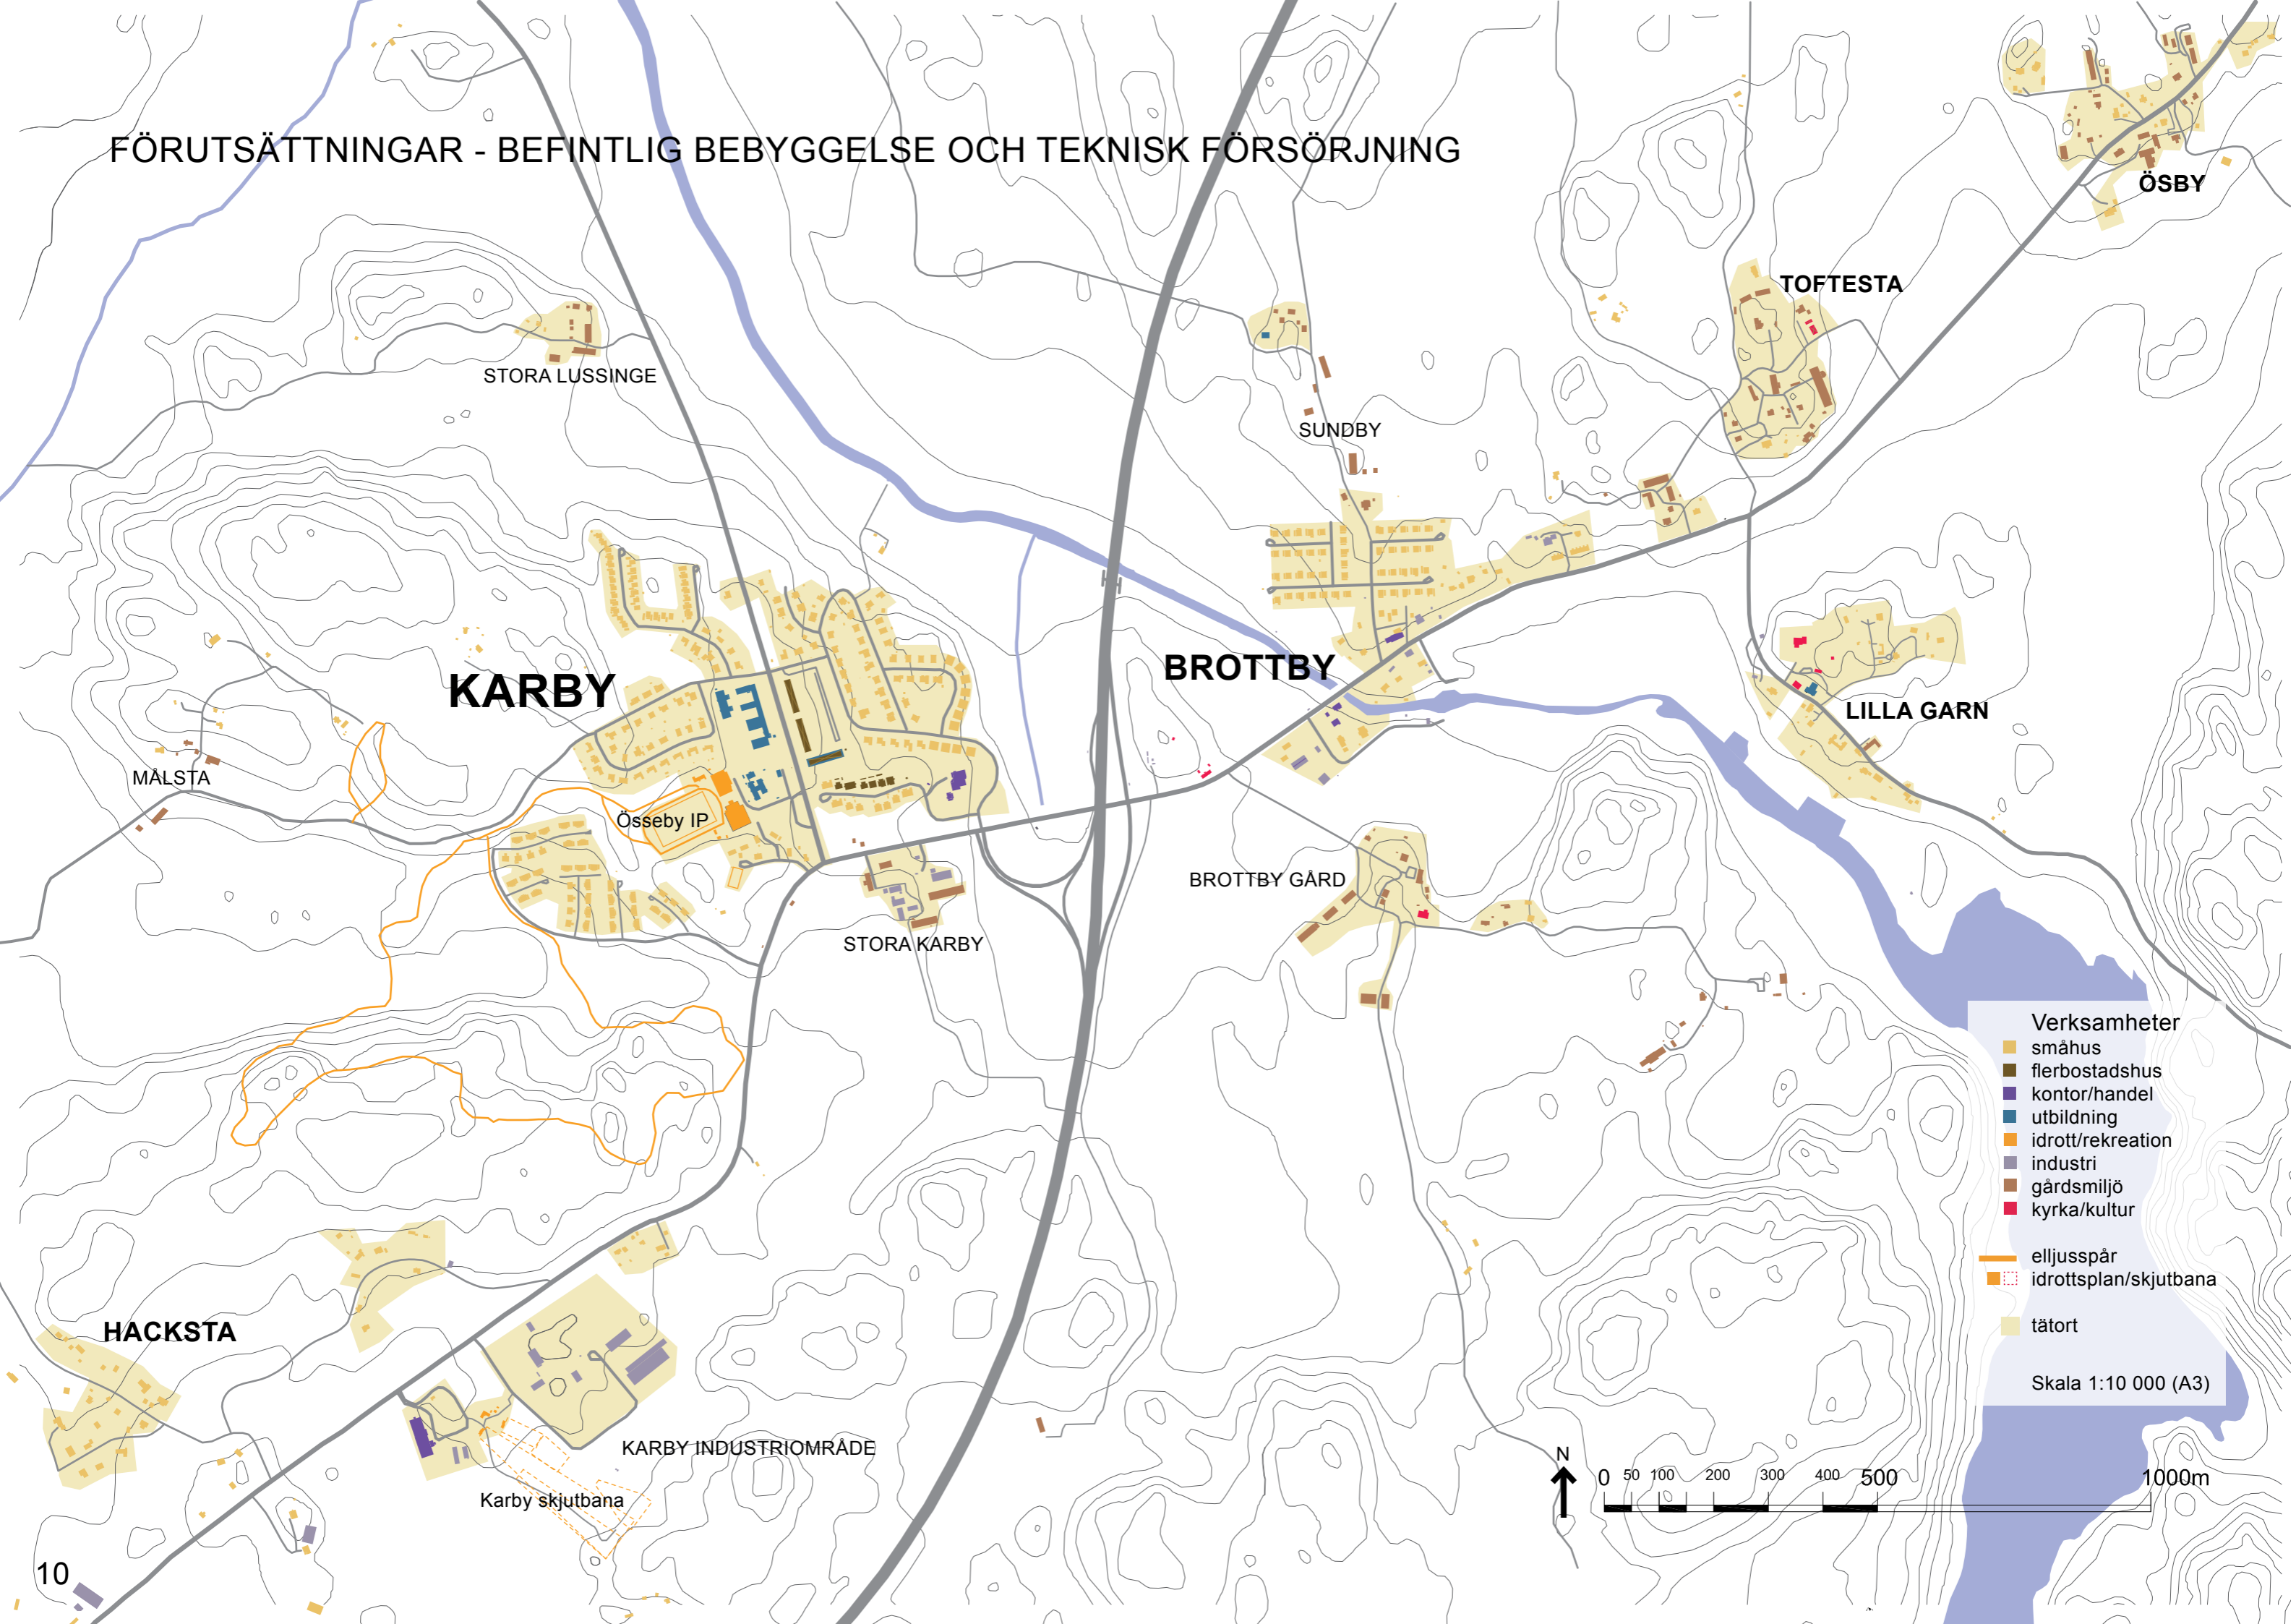 FÖRUTSÄTTNINGAR - BEFINTLIG BEBYGGELSE OCH TEKNISK FÖRSÖRJNING
ÖSBY
TOFTESTA
STORA LUSSINGE
SUNDBY
KARBY
BROTTBY
LILLA GARN
MÅLSTA
Össeby IP
BROTTBY GÅRD
STORA KARBY
Verksamheter
småhus
flerbostadshus
kontor/handel
utbildning
idrott/rekreation
industri
gårdsmiljö
kyrka/kultur
elljusspår
idrottsplan/skjutbana
tätort
Skala 1:10 000 (A3)
HACKSTA
KARBY INDUSTRIOMRÅDE
Karby skjutbana
N
0 50 100 200 300 400 500 1000m
10